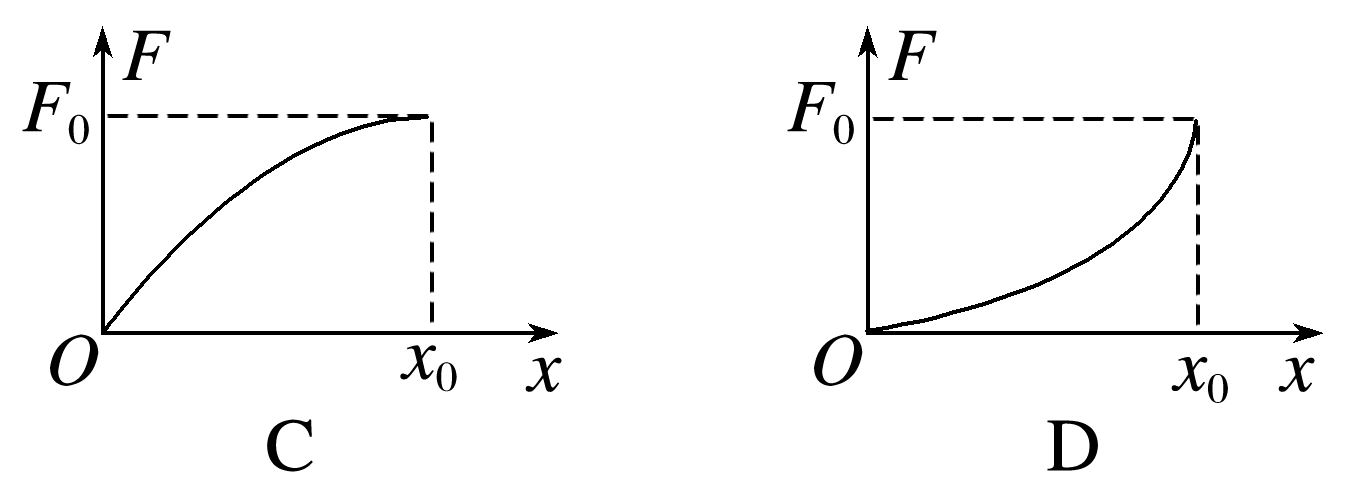 F F
F₀ F₀
O x₀ x O x₀ x
C D